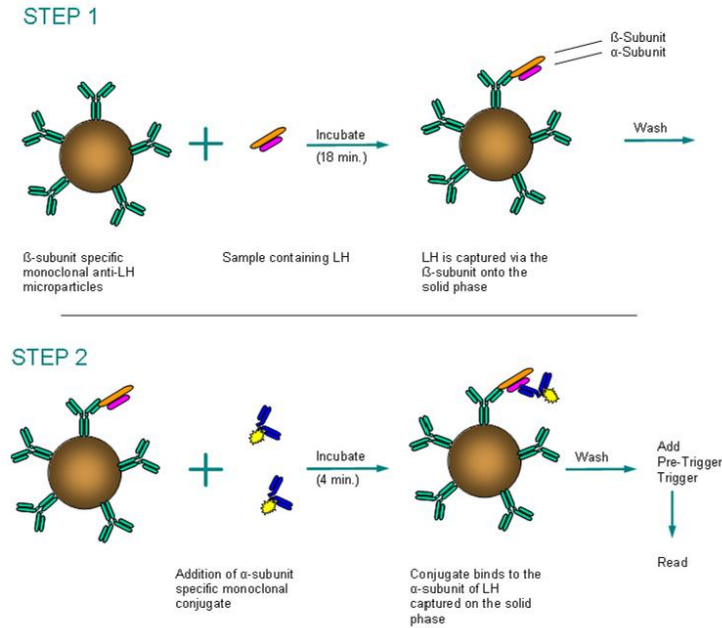 STEP 1
ß-Subunit
α-Subunit
Incubate
(18 min.)
Wash
ß-subunit specific
monoclonal anti-LH
microparticles
Sample containing LH
LH is captured via the
ß-subunit onto the
solid phase
STEP 2
Incubate
(4 min.)
Wash
Add
Pre-Trigger
Trigger
Read
Addition of α-subunit
specific monoclonal
conjugate
Conjugate binds to the
α-subunit of LH
captured on the solid
phase